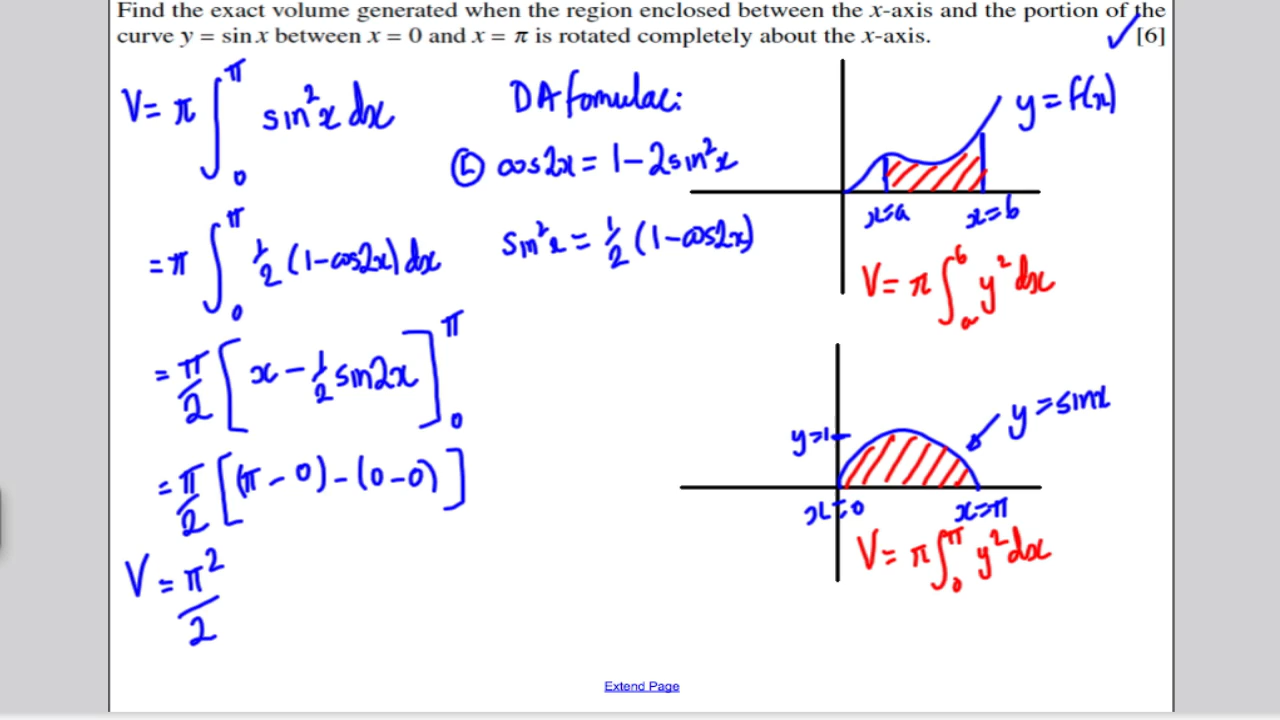 Find the exact volume generated when the region enclosed between the x-axis and the portion of the
curve y = sin x between x = 0 and x = π is rotated completely about the x-axis. [6]
V= π ∫₀^π sin²x dx
= π ∫₀^π 1/2 (1-cos2x) dx
= π/2 [x - 1/2 sin2x]₀^π
= π/2 [(π - 0) - (0 - 0)]
V = π²/2
DA fomulae:
cos2x = 1 - 2sin²x
sin²x = 1/2 (1-cos2x)
y = f(x)
x=a x=b
V= π ∫ₐ^b y² dx
y = sinx
y=1
x=0 x=π
V= π ∫₀^π y² dx
Extend Page